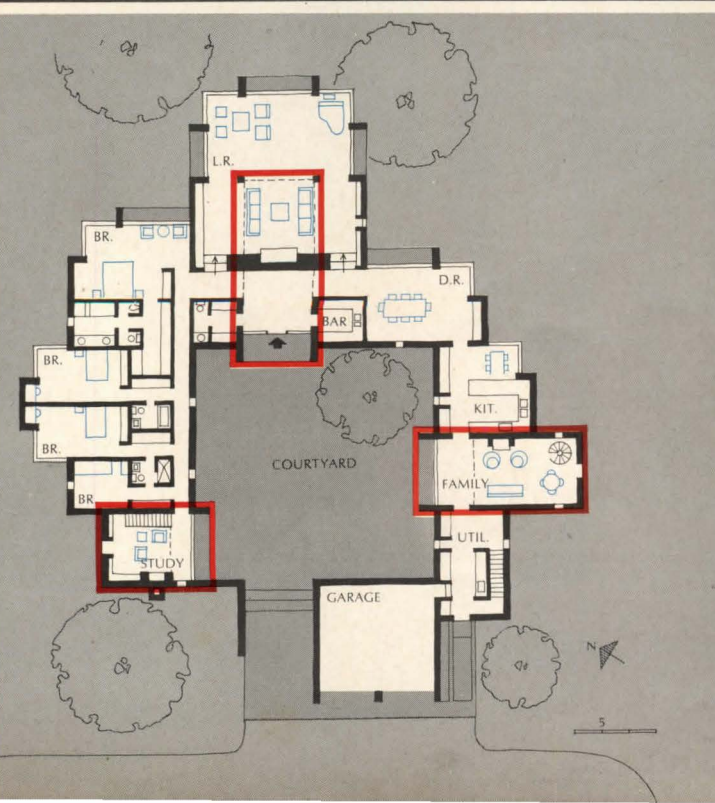 L.R.
BR.
D.R.
BAR
BR.
KIT.
BR.
COURTYARD
FAMILY
BR
UTIL.
STUDY
GARAGE
N
5